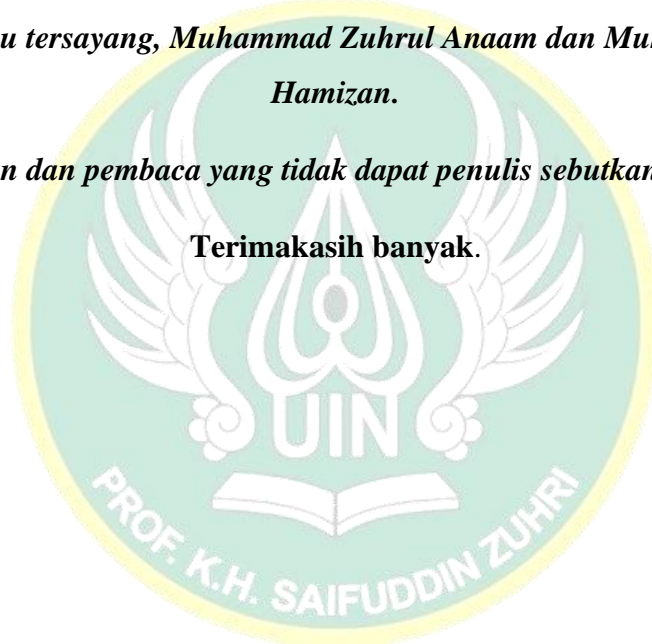 u tersayang, Muhammad Zuhrul Anaam dan Mu
Hamizan.
n dan pembaca yang tidak dapat penulis sebutkan
Terimakasih banyak.
UIN
PROF. K.H. SAIFUDDIN ZUHRI